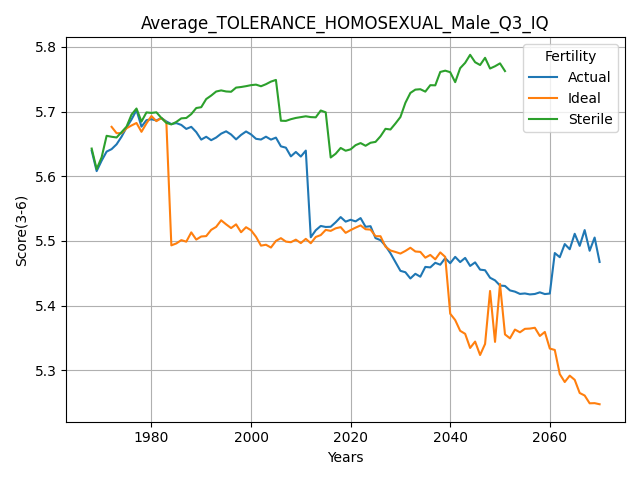 Average_TOLERANCE_HOMOSEXUAL_Male_Q3_IQ
Fertility
Actual
Ideal
Sterile
Score(3-6)
5.8
5.7
5.6
5.5
5.4
5.3
1980
2000
2020
2040
2060
Years